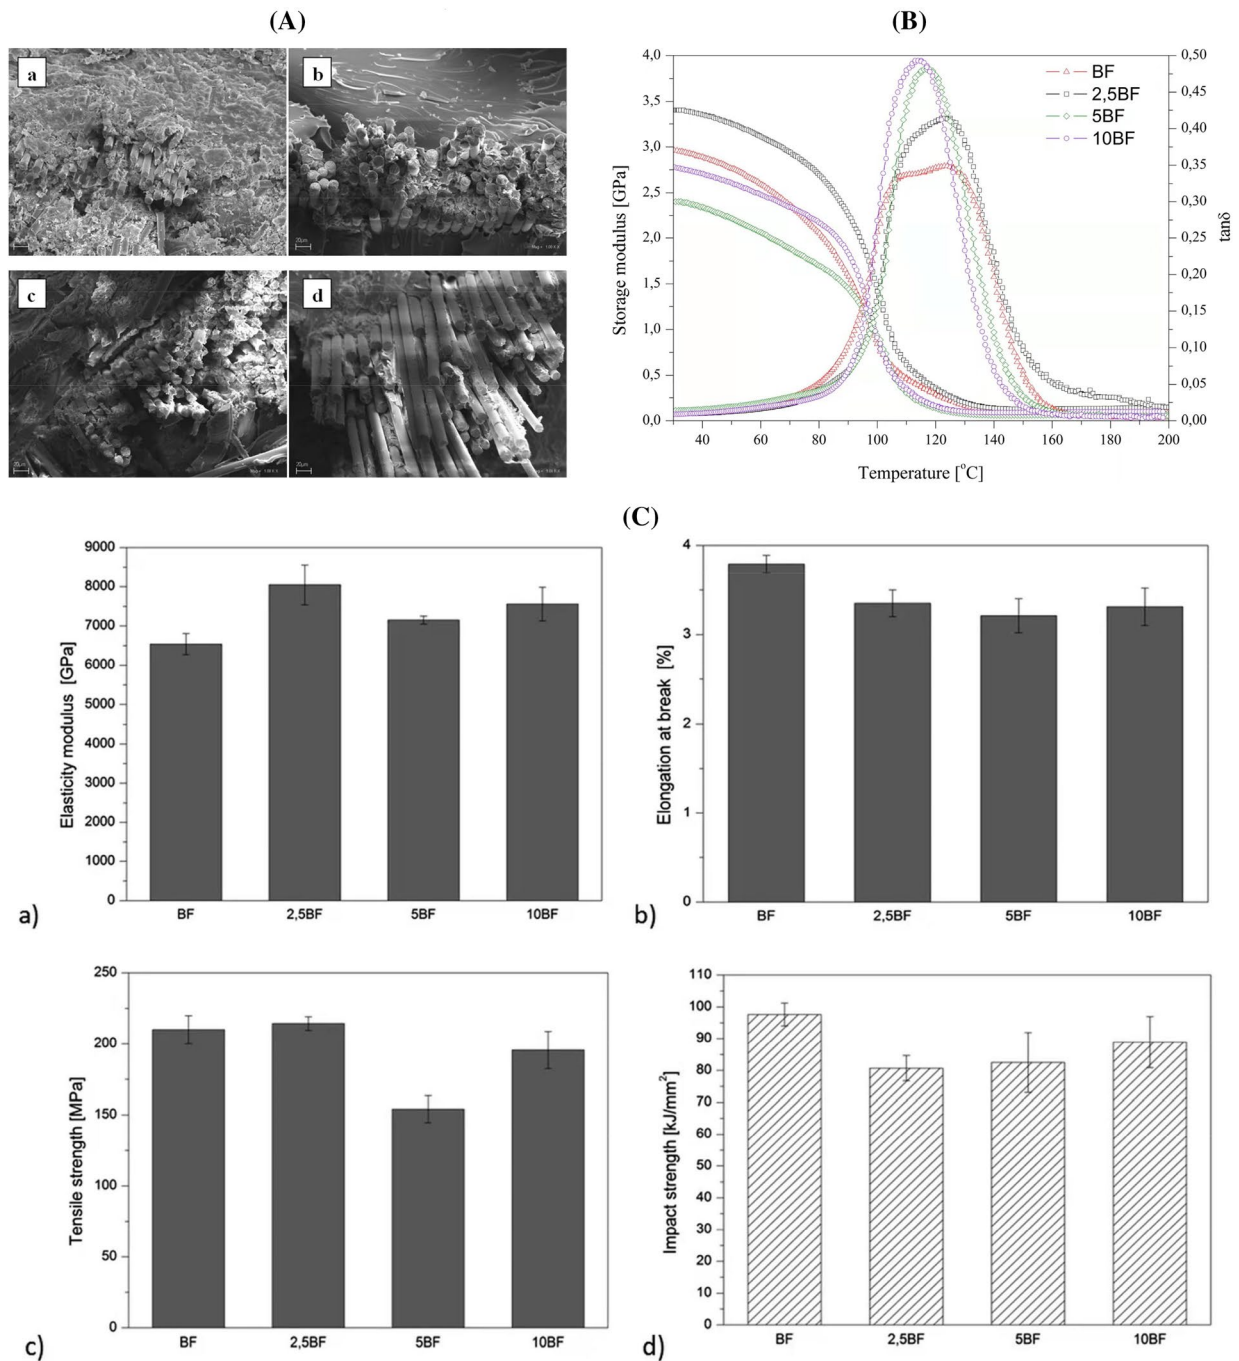 (A)
(B)
a
b
c
d
20µm
20µm
20µm
4,0
3,5
3,0
2,5
2,0
1,5
1,0
0,5
0,0
Storage modulus [GPa]
0,50
0,45
0,40
0,35
0,30
0,25
0,20
0,15
0,10
0,05
0,00
tanδ
BF
2,5BF
5BF
10BF
40 60 80 100 120 140 160 180 200
Temperature [°C]
(C)
9000
8000
7000
6000
5000
4000
3000
2000
1000
0
Elasticity modulus [GPa]
BF 2,5BF 5BF 10BF
a)
4
3
2
1
0
Elongation at break [%]
BF 2,5BF 5BF 10BF
b)
250
200
150
100
50
0
Tensile strength [MPa]
BF 2,5BF 5BF 10BF
c)
110
100
90
80
70
60
50
40
30
20
10
0
Impact strength [kJ/mm²]
BF 2,5BF 5BF 10BF
d)